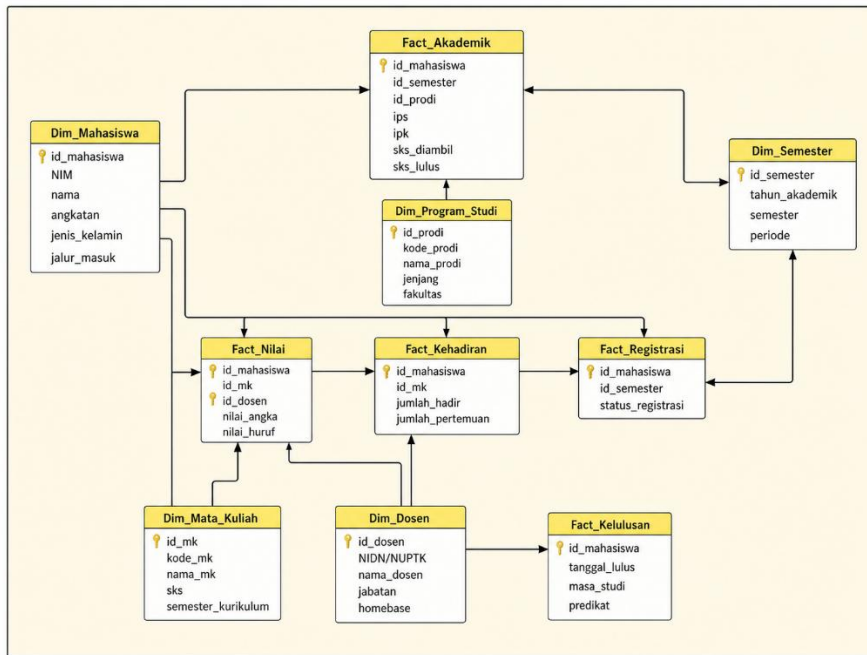 Fact_Akademik
id_mahasiswa
id_semester
id_prodi
ips
ipk
sks_diambil
sks_lulus
Dim_Mahasiswa
id_mahasiswa
NIM
nama
angkatan
jenis_kelamin
jalur_masuk
Dim_Semester
id_semester
tahun_akademik
semester
periode
Dim_Program_Studi
id_prodi
kode_prodi
nama_prodi
jenjang
fakultas
Fact_Nilai
id_mahasiswa
id_mk
id_dosen
nilai_angka
nilai_huruf
Fact_Kehadiran
id_mahasiswa
id_mk
jumlah_hadir
jumlah_pertemuan
Fact_Registrasi
id_mahasiswa
id_semester
status_registrasi
Dim_Mata_Kuliah
id_mk
kode_mk
nama_mk
sks
semester_kurikulum
Dim_Dosen
id_dosen
NIDN/NUPTK
nama_dosen
jabatan
homebase
Fact_Kelulusan
id_mahasiswa
tanggal_lulus
masa_studi
predikat